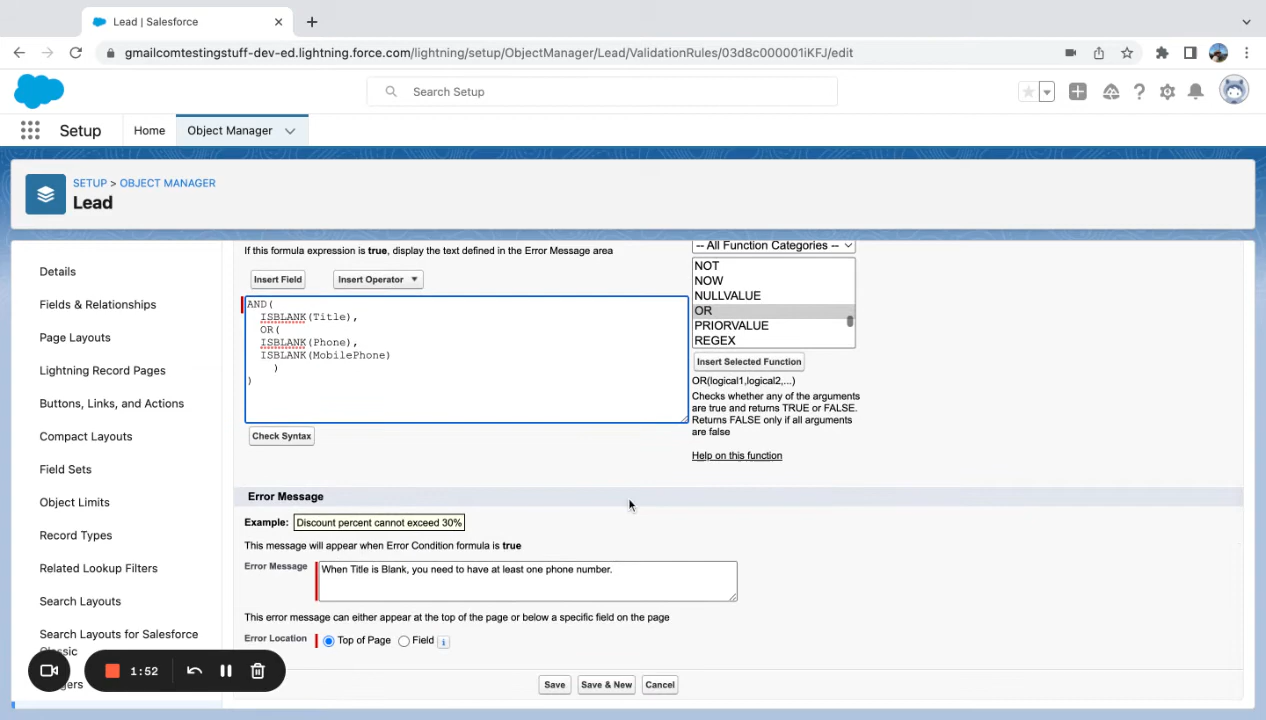 Lead | Salesforce
gmailcomtestingstuff-dev-ed.lightning.force.com/lightning/setup/ObjectManager/Lead/ValidationRules/03d8c000001iKFJ/edit
Search Setup
Setup
Home
Object Manager
SETUP > OBJECT MANAGER
Lead
Details
Fields & Relationships
Page Layouts
Lightning Record Pages
Buttons, Links, and Actions
Compact Layouts
Field Sets
Object Limits
Record Types
Related Lookup Filters
Search Layouts
Search Layouts for Salesforce
If this formula expression is true, display the text defined in the Error Message area
Insert Field
Insert Operator
AND(
ISBLANK(Title),
OR(
ISBLANK(Phone),
ISBLANK(MobilePhone)
)
)
Check Syntax
-- All Function Categories --
NOT
NOW
NULLVALUE
OR
PRIORVALUE
REGEX
Insert Selected Function
OR(logical1,logical2,...)
Checks whether any of the arguments
are true and returns TRUE or FALSE.
Returns FALSE only if all arguments
are false
Help on this function
Error Message
Example: Discount percent cannot exceed 30%
This message will appear when Error Condition formula is true
Error Message
When Title is Blank, you need to have at least one phone number.
This error message can either appear at the top of the page or below a specific field on the page
Error Location Top of Page Field i
1:52
Save
Save & New
Cancel